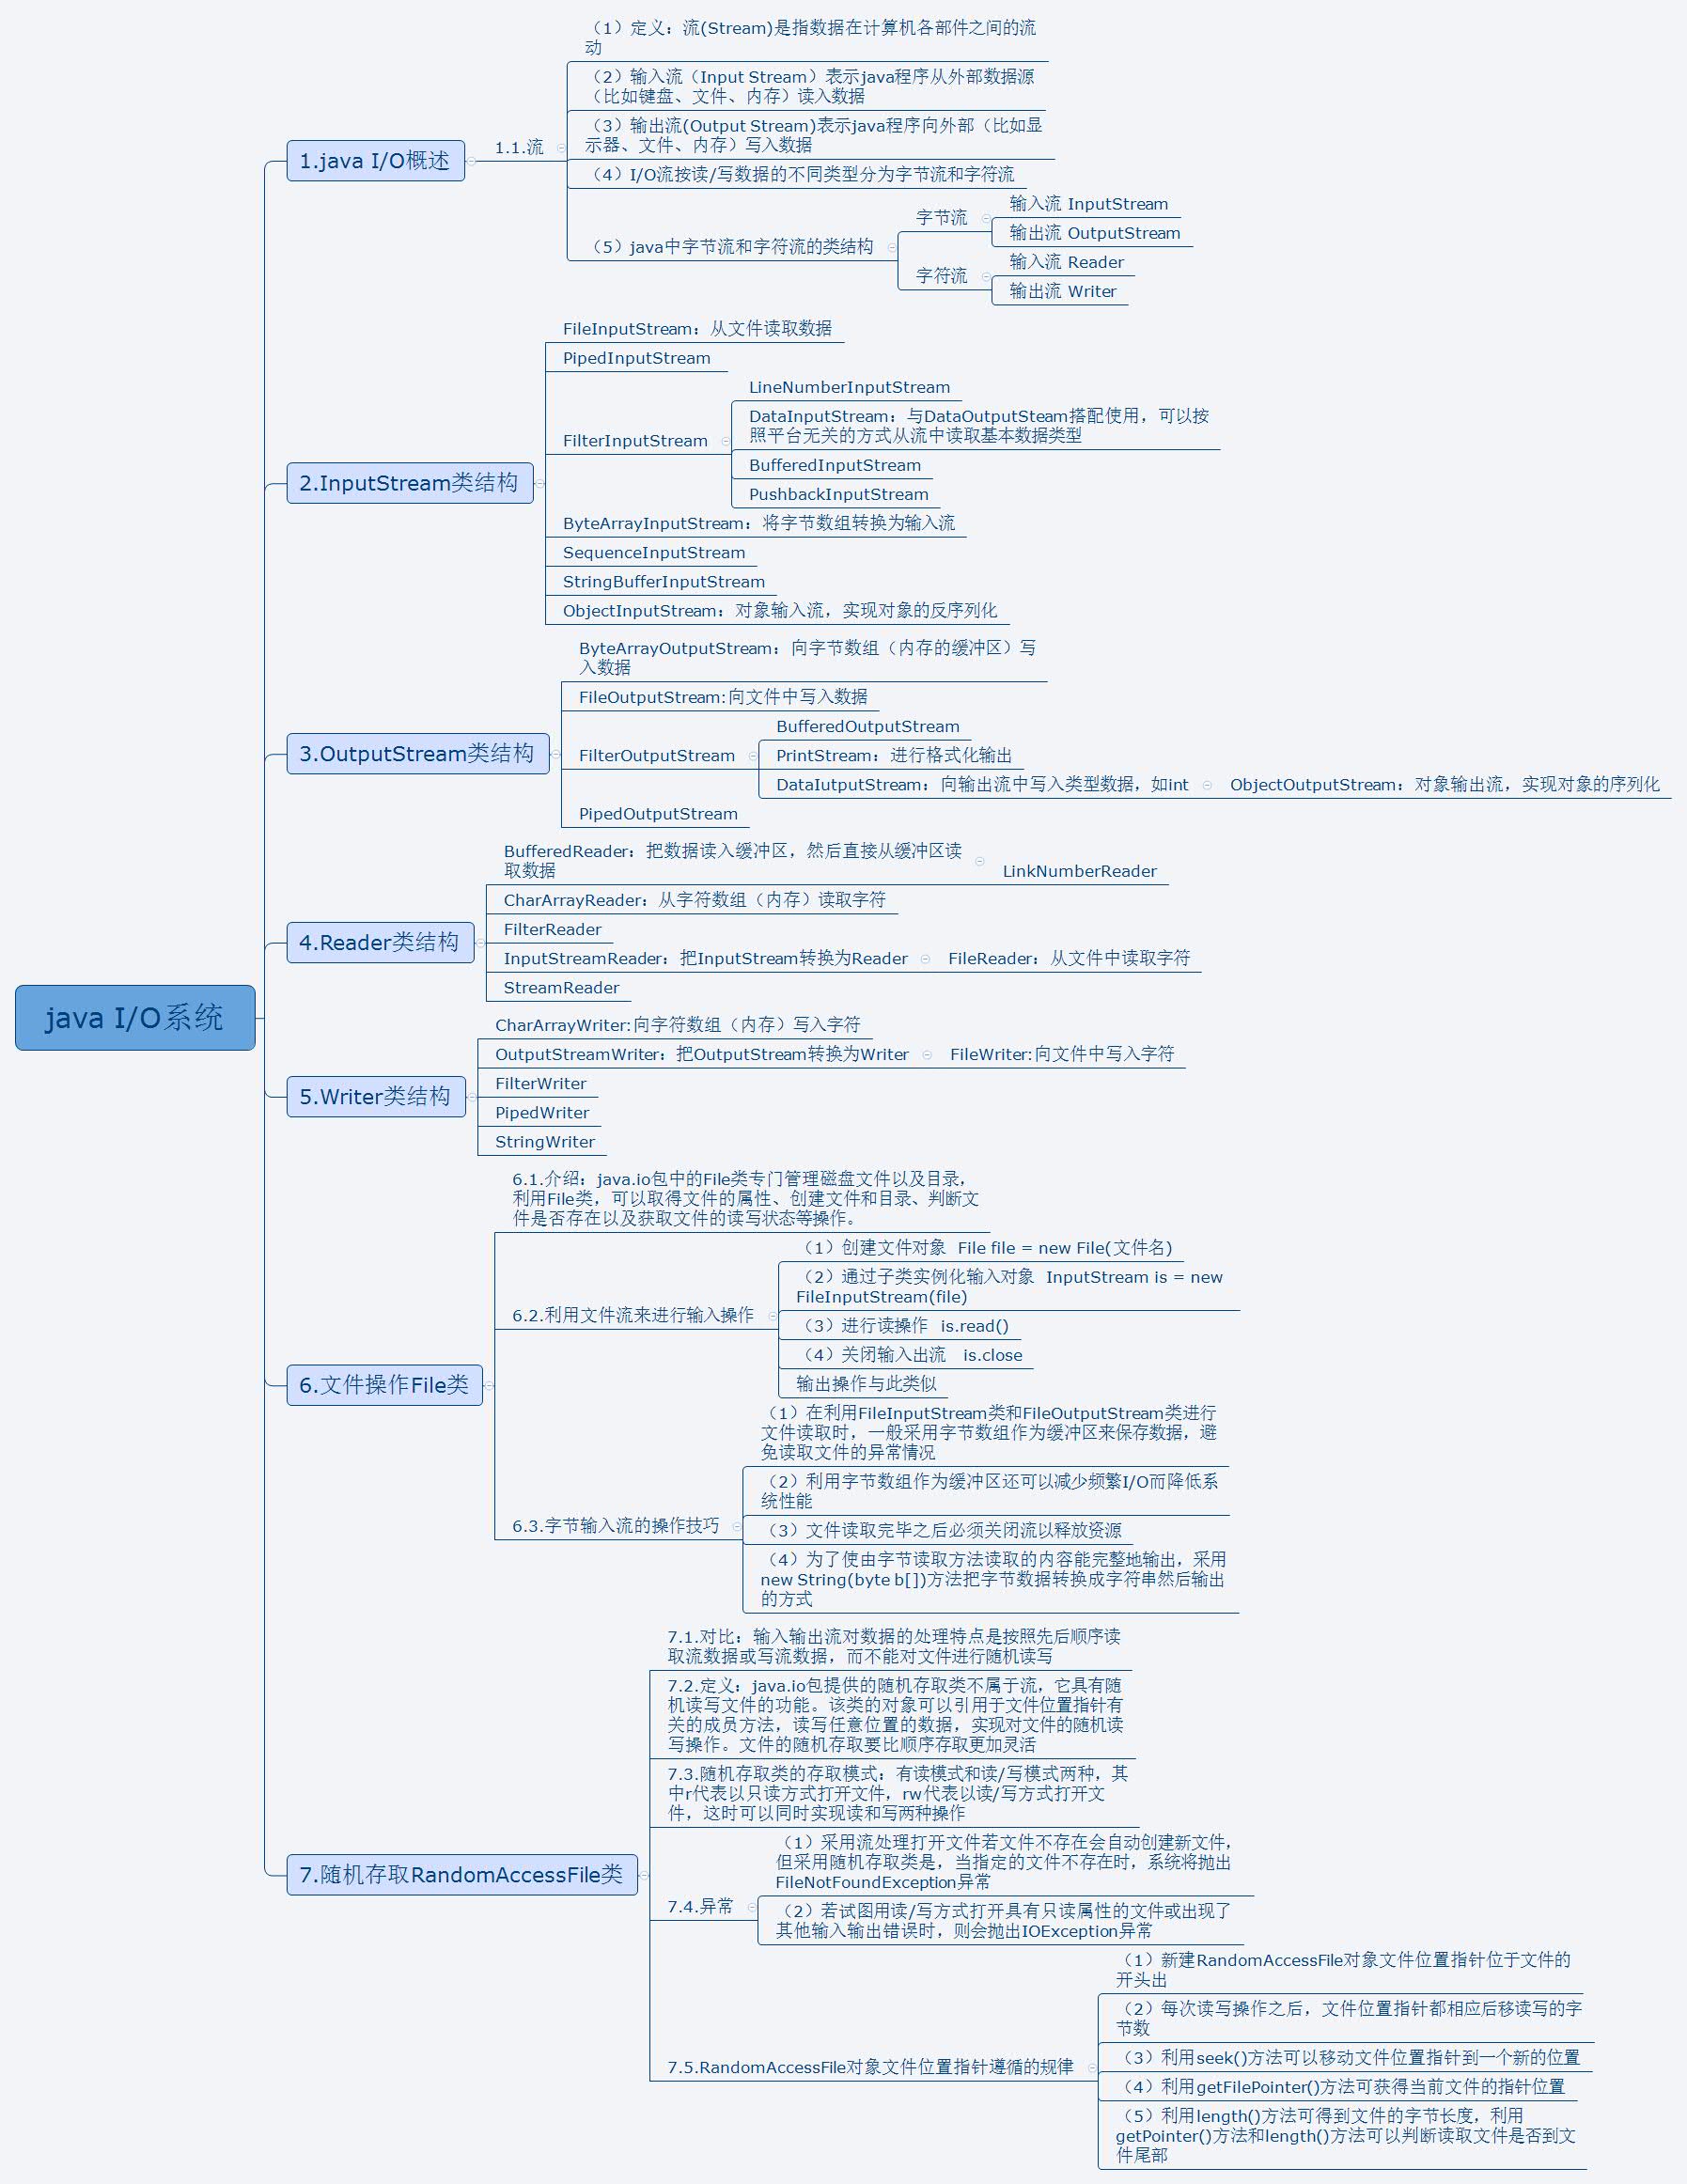 java I/O系统
1.java I/O概述
1.1.流
（1）定义：流(Stream)是指数据在计算机各部件之间的流
动
（2）输入流（Input Stream）表示java程序从外部数据源
（比如键盘、文件、内存）读入数据
（3）输出流(Output Stream)表示java程序向外部（比如显
示器、文件、内存）写入数据
（4）I/O流按读/写数据的不同类型分为字节流和字符流
（5）java中字节流和字符流的类结构
字节流
输入流 InputStream
输出流 OutputStream
字符流
输入流 Reader
输出流 Writer
2.InputStream类结构
FileInputStream：从文件读取数据
PipedInputStream
FilterInputStream
LineNumberInputStream
DataInputStream：与DataOutputSteam搭配使用，可以按
照平台无关的方式从流中读取基本数据类型
BufferedInputStream
PushbackInputStream
ByteArrayInputStream：将字节数组转换为输入流
SequenceInputStream
StringBufferInputStream
ObjectInputStream：对象输入流，实现对象的反序列化
3.OutputStream类结构
ByteArrayOutputStream：向字节数组（内存的缓冲区）写
入数据
FileOutputStream:向文件中写入数据
FilterOutputStream
BufferedOutputStream
PrintStream：进行格式化输出
DataIutputStream：向输出流中写入类型数据，如int
ObjectOutputStream：对象输出流，实现对象的序列化
PipedOutputStream
4.Reader类结构
BufferedReader：把数据读入缓冲区，然后直接从缓冲区读
取数据
LinkNumberReader
CharArrayReader：从字符数组（内存）读取字符
FilterReader
InputStreamReader：把InputStream转换为Reader
FileReader：从文件中读取字符
StreamReader
5.Writer类结构
CharArrayWriter:向字符数组（内存）写入字符
OutputStreamWriter：把OutputStream转换为Writer
FileWriter:向文件中写入字符
FilterWriter
PipedWriter
StringWriter
6.文件操作File类
6.1.介绍：java.io包中的File类专门管理磁盘文件以及目录，
利用File类，可以取得文件的属性、创建文件和目录、判断文
件是否存在以及获取文件的读写状态等操作。
6.2.利用文件流来进行输入操作
（1）创建文件对象 File file = new File(文件名)
（2）通过子类实例化输入对象 InputStream is = new
FileInputStream(file)
（3）进行读操作 is.read()
（4）关闭输入出流 is.close
输出操作与此类似
6.3.字节输入流的操作技巧
（1）在利用FileInputStream类和FileOutputStream类进行
文件读取时，一般采用字节数组作为缓冲区来保存数据，避
免读取文件的异常情况
（2）利用字节数组作为缓冲区还可以减少频繁I/O而降低系
统性能
（3）文件读取完毕之后必须关闭流以释放资源
（4）为了使由字节读取方法读取的内容能完整地输出，采用
new String(byte b[])方法把字节数据转换成字符串然后输出
的方式
7.随机存取RandomAccessFile类
7.1.对比：输入输出流对数据的处理特点是按照先后顺序读
取流数据或写流数据，而不能对文件进行随机读写
7.2.定义：java.io包提供的随机存取类不属于流，它具有随
机读写文件的功能。该类的对象可以引用于文件位置指针有
关的成员方法，读写任意位置的数据，实现对文件的随机读
写操作。文件的随机存取要比顺序存取更加灵活
7.3.随机存取类的存取模式：有读模式和读/写模式两种，其
中r代表以只读方式打开文件，rw代表以读/写方式打开文
件，这时可以同时实现读和写两种操作
7.4.异常
（1）采用流处理打开文件若文件不存在会自动创建新文件，
但采用随机存取类是，当指定的文件不存在时，系统将抛出
FileNotFoundException异常
（2）若试图用读/写方式打开具有只读属性的文件或出现了
其他输入输出错误时，则会抛出IOException异常
7.5.RandomAccessFile对象文件位置指针遵循的规律
（1）新建RandomAccessFile对象文件位置指针位于文件的
开头出
（2）每次读写操作之后，文件位置指针都相应后移读写的字
节数
（3）利用seek()方法可以移动文件位置指针到一个新的位置
（4）利用getFilePointer()方法可获得当前文件的指针位置
（5）利用length()方法可得到文件的字节长度，利用
getPointer()方法和length()方法可以判断读取文件是否到文
件尾部